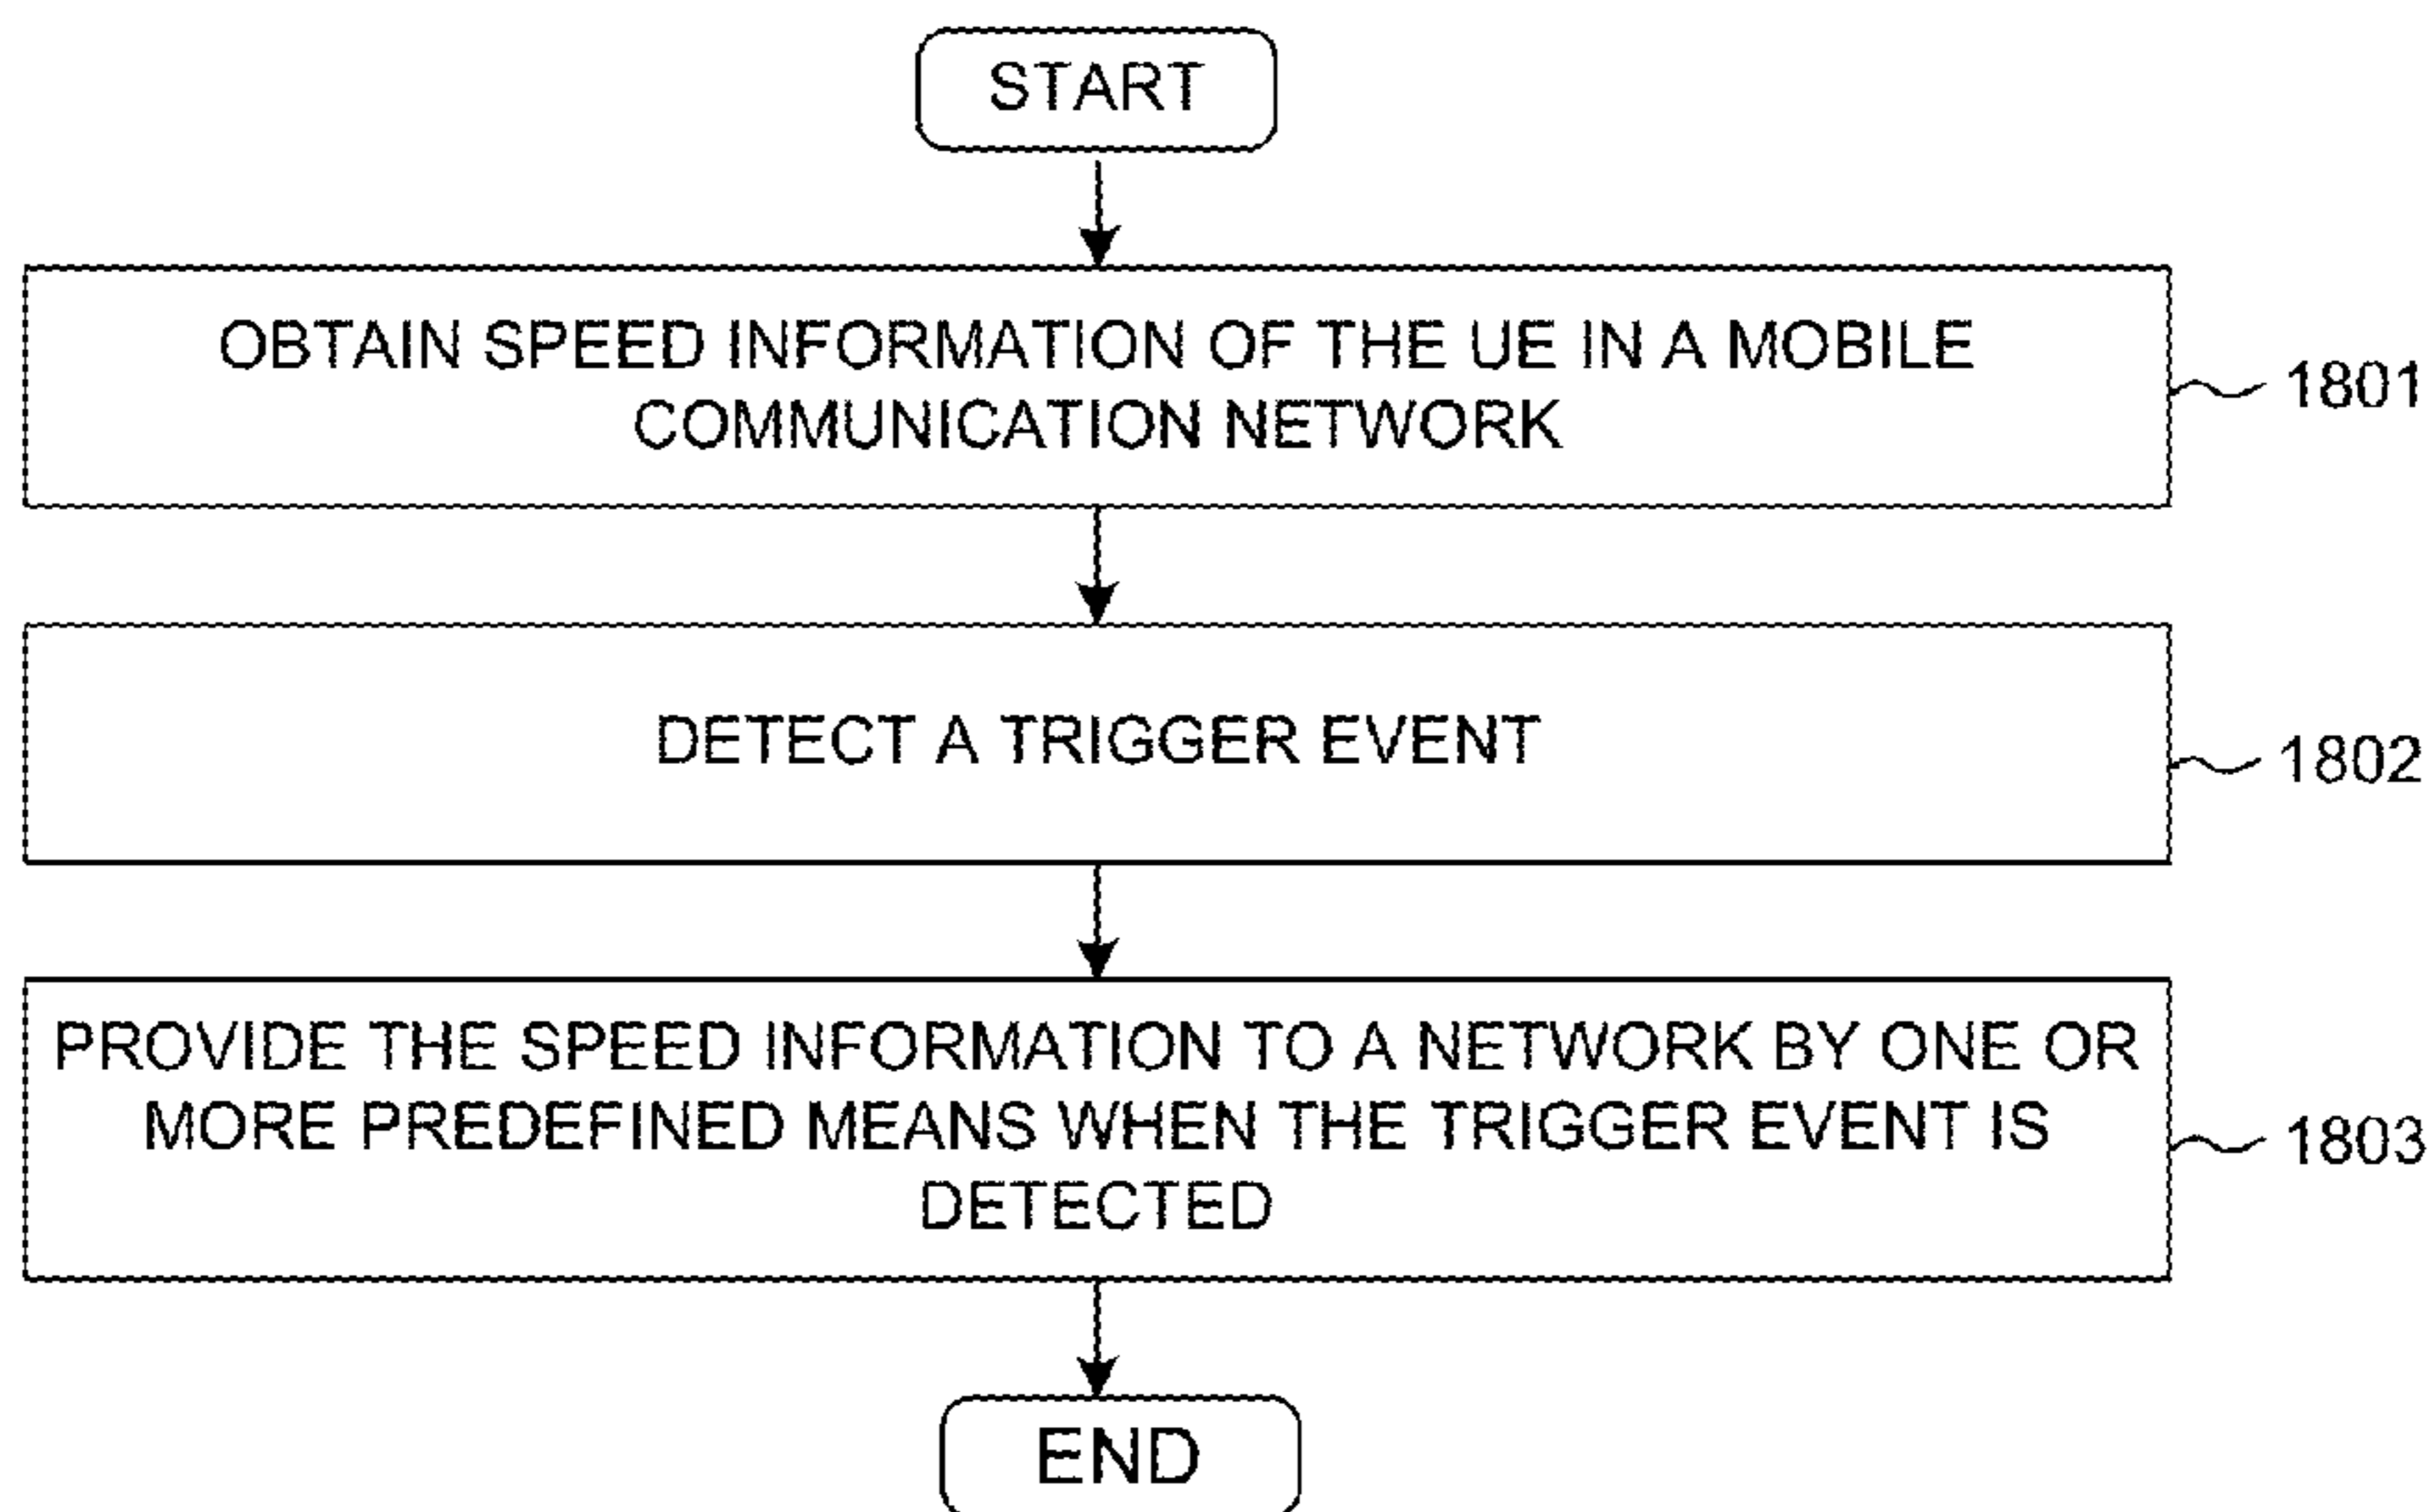 START
OBTAIN SPEED INFORMATION OF THE UE IN A MOBILE
COMMUNICATION NETWORK
1801
DETECT A TRIGGER EVENT
1802
PROVIDE THE SPEED INFORMATION TO A NETWORK BY ONE OR
MORE PREDEFINED MEANS WHEN THE TRIGGER EVENT IS
DETECTED
1803
END